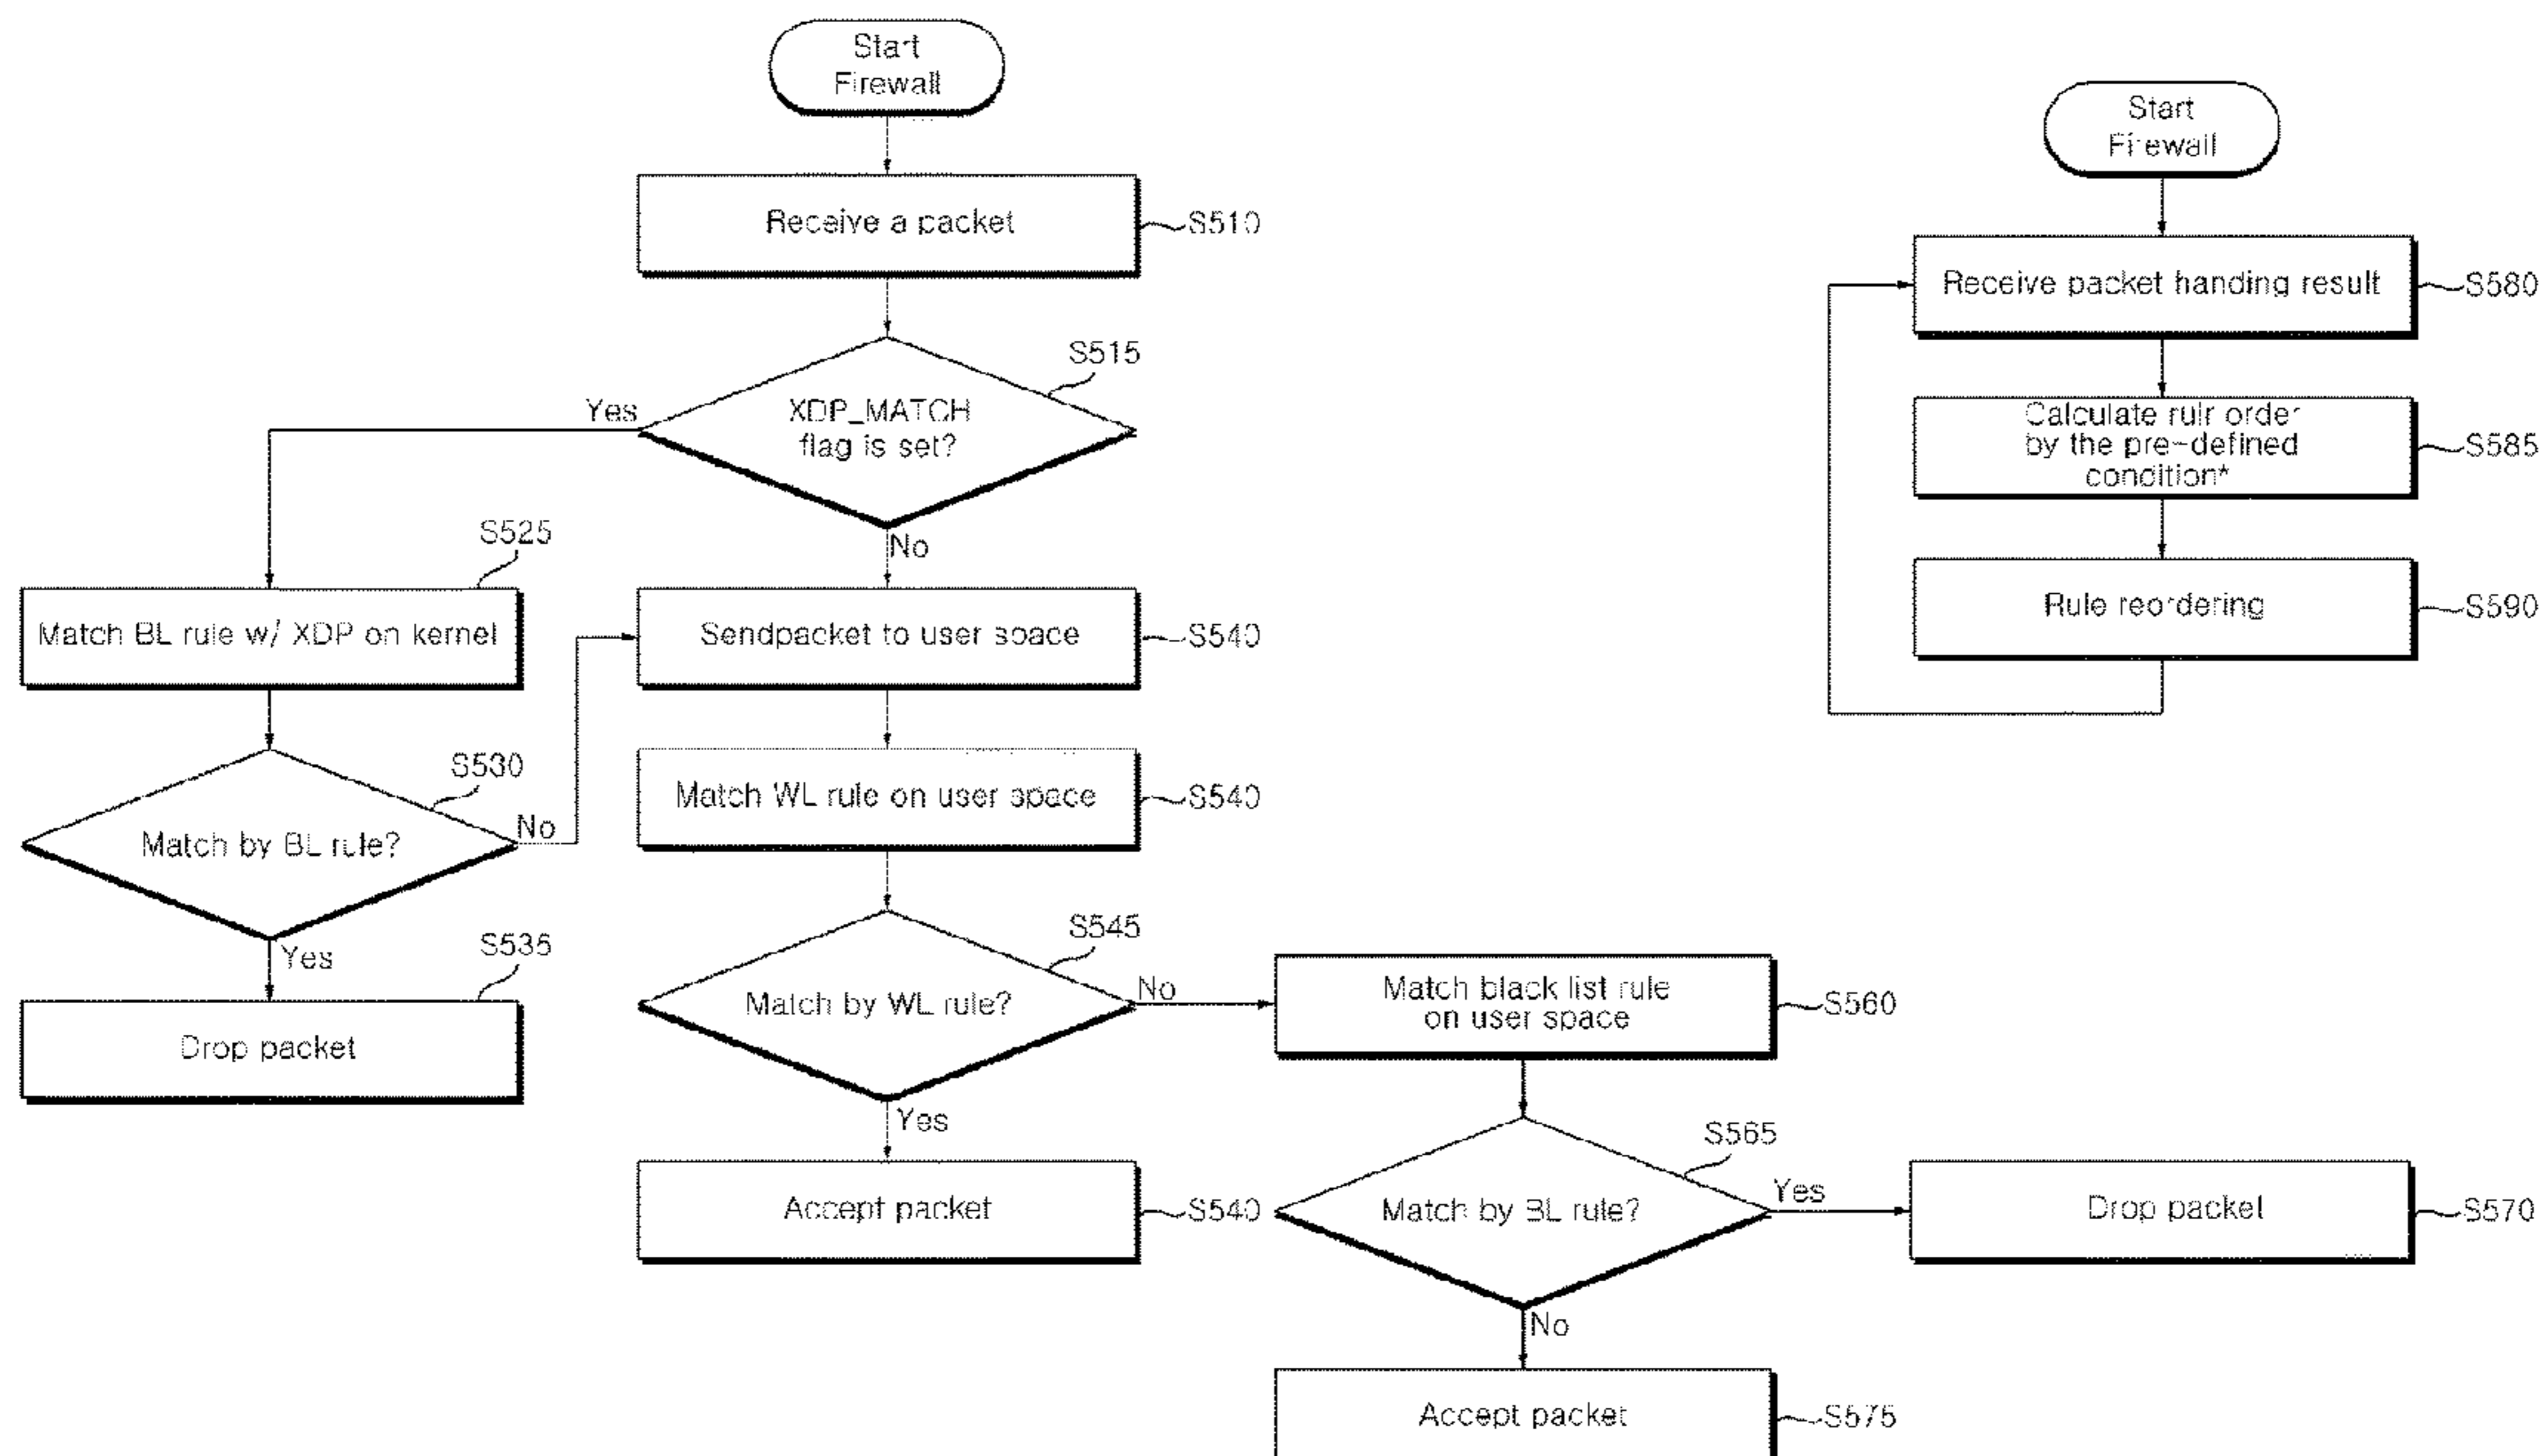 Start
Firewall
Receive a packet
S510
S515
XDP_MATCH
flag is set?
Yes
No
S525
Match BL rule w/ XDP on kernel
S530
Match by BL rule?
No
Yes
S535
Drop packet
Sendpacket to user space
S540
Match WL rule on user space
S540
S545
Match by WL rule?
No
Yes
Accept packet
S540
Match black list rule
on user space
S560
S565
Match by BL rule?
Yes
No
Drop packet
S570
Accept packet
S575
Start
Firewall
Receive packet handing result
S580
Calculate rulr order
by the pre-defined
condition*
S585
Rule reordering
S590